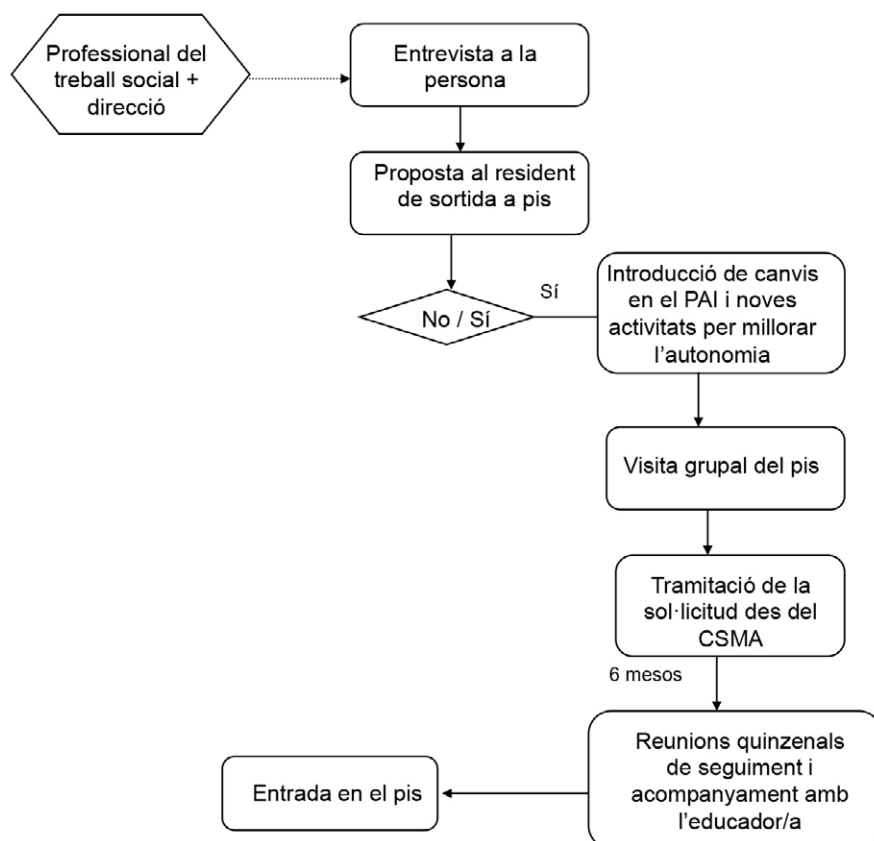 Professional del
treball social +
direcció
Entrevista a la
persona
Proposta al resident
de sortida a pis
No / Sí
Sí
Introducció de canvis
en el PAI i noves
activitats per millorar
l'autonomia
Visita grupal del pis
Tramitació de la
sol·licitud des del
CSMA
6 mesos
Reunions quinzenals
de seguiment i
acompanyament amb
l'educador/a
Entrada en el pis